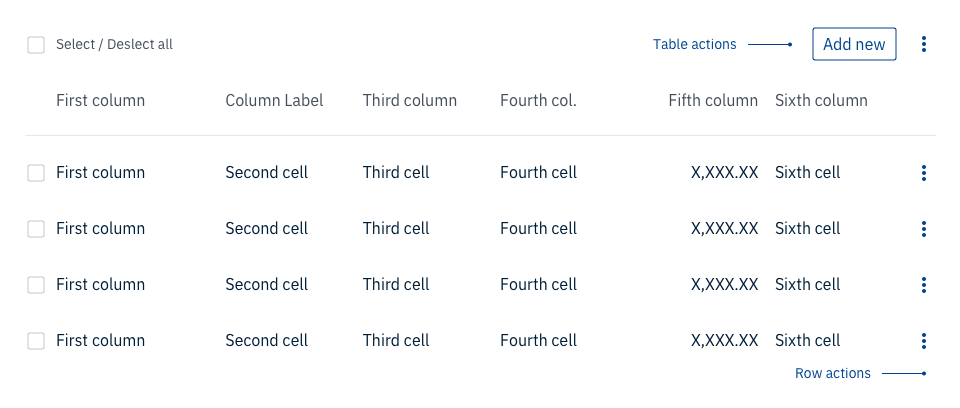 Select / Deslect all Table actions Add new
First column Column Label Third column Fourth col. Fifth column Sixth column
First column Second cell Third cell Fourth cell X,XXX.XX Sixth cell
First column Second cell Third cell Fourth cell X,XXX.XX Sixth cell
First column Second cell Third cell Fourth cell X,XXX.XX Sixth cell
First column Second cell Third cell Fourth cell X,XXX.XX Sixth cell
Row actions